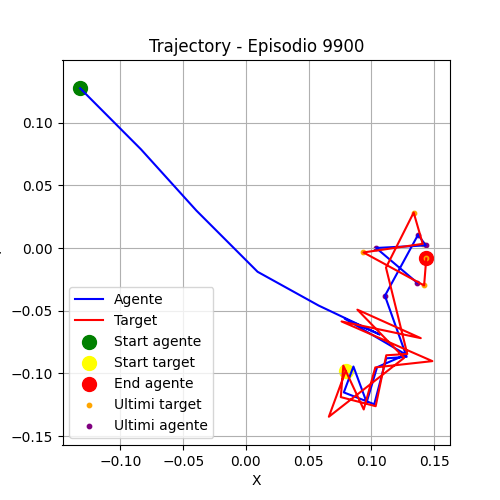 Trajectory - Episodio 9900
0.10
0.05
0.00
−0.05
−0.10
−0.15
Agente
Target
Start agente
Start target
End agente
Ultimi target
Ultimi agente
−0.10
−0.05
0.00
0.05
0.10
0.15
X